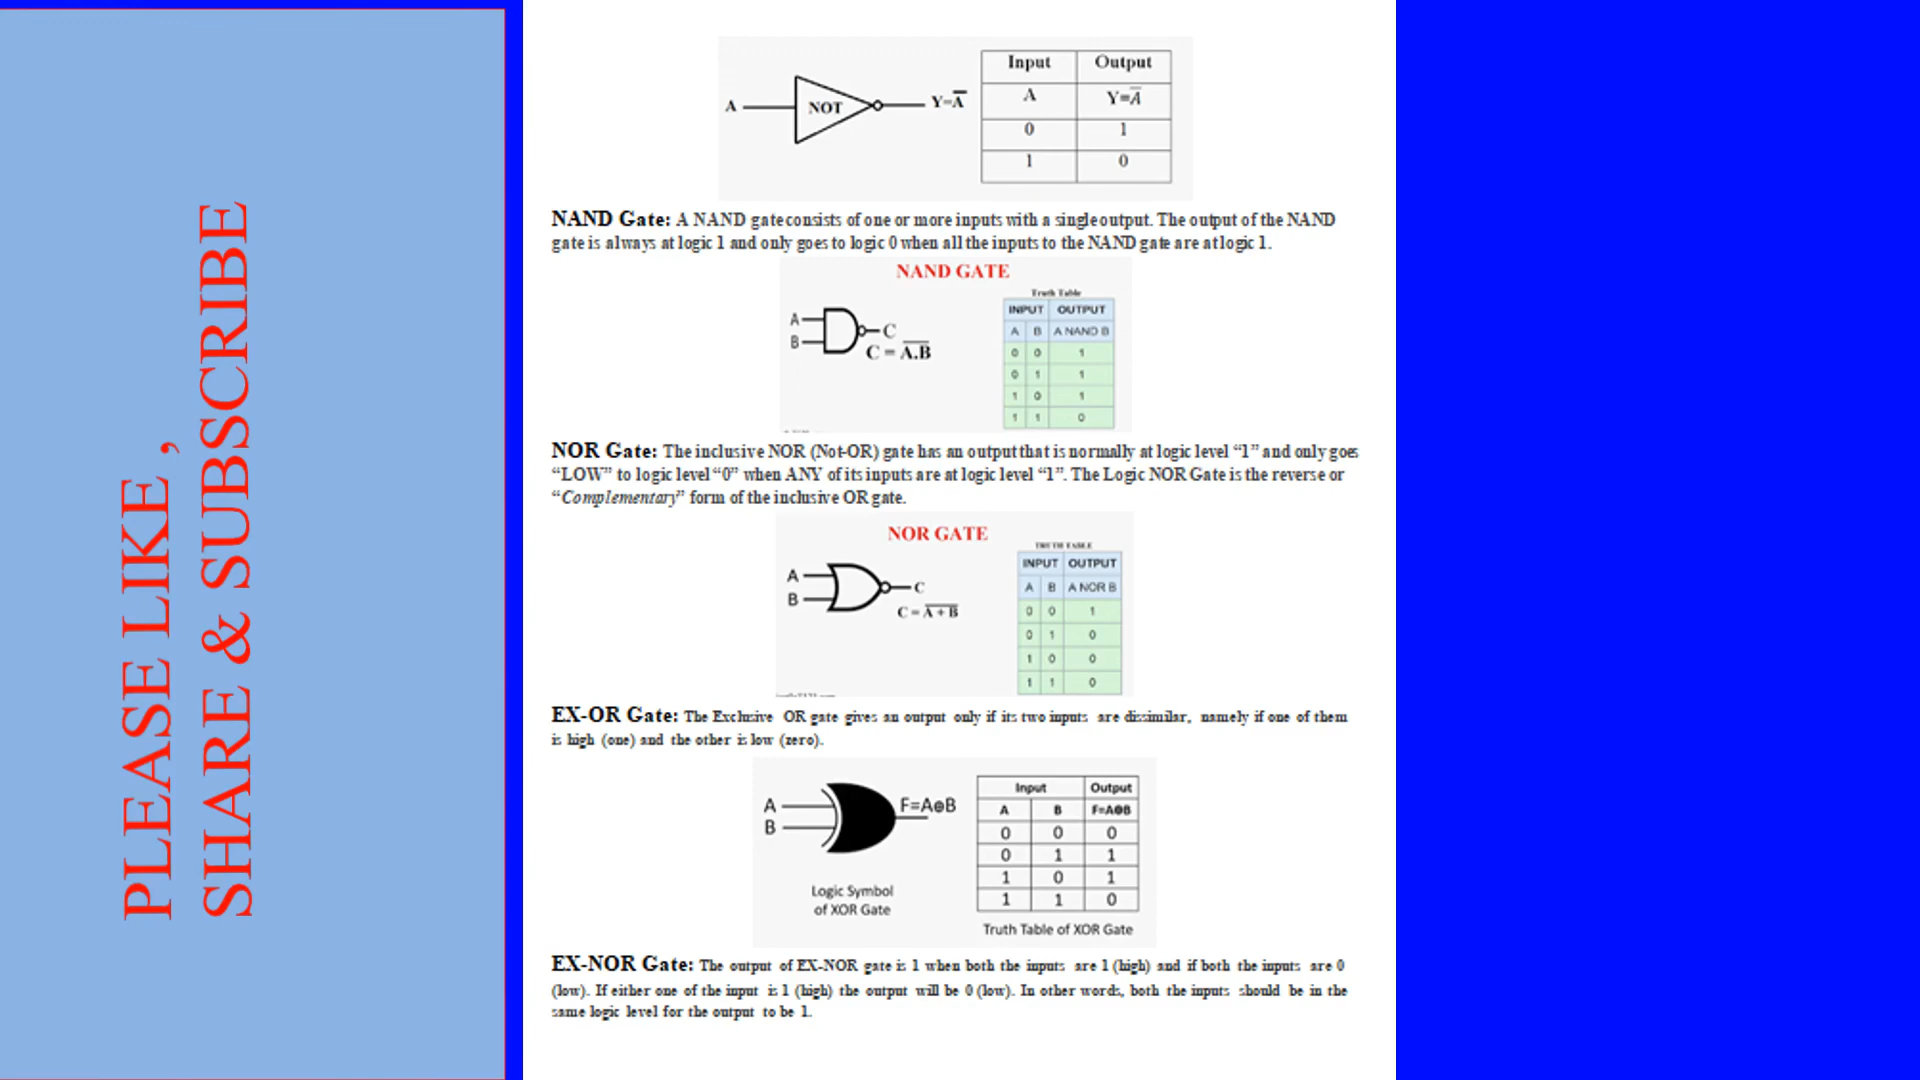 PLEASE LIKE ,
SHARE & SUBSCRIBE
A NOT Y=A̅
Input Output
A Y=A̅
0 1
1 0
NAND Gate: A NAND gate consists of one or more inputs with a single output. The output of the NAND
gate is always at logic 1 and only goes to logic 0 when all the inputs to the NAND gate are at logic 1.
NAND GATE
A
B
C
C = A̅.̅B̅
Truth Table
INPUT OUTPUT
A B A NAND B
0 0 1
0 1 1
1 0 1
1 1 0
NOR Gate: The inclusive NOR (Not-OR) gate has an output that is normally at logic level “1” and only goes
“LOW” to logic level “0” when ANY of its inputs are at logic level “1”. The Logic NOR Gate is the reverse or
“Complementary” form of the inclusive OR gate.
NOR GATE
A
B
C
C = A̅ ̅+̅ ̅B̅
TRUTH TABLE
INPUT OUTPUT
A B A NOR B
0 0 1
0 1 0
1 0 0
1 1 0
EX-OR Gate: The Exclusive OR gate gives an output only if its two inputs are dissimilar, namely if one of them
is high (one) and the other is low (zero).
A
B
F=A⊕B
Logic Symbol
of XOR Gate
Input Output
A B F=A⊕B
0 0 0
0 1 1
1 0 1
1 1 0
Truth Table of XOR Gate
EX-NOR Gate: The output of EX-NOR gate is 1 when both the inputs are 1 (high) and if both the inputs are 0
(low). If either one of the input is 1 (high) the output will be 0 (low). In other words, both the inputs should be in the
same logic level for the output to be 1.